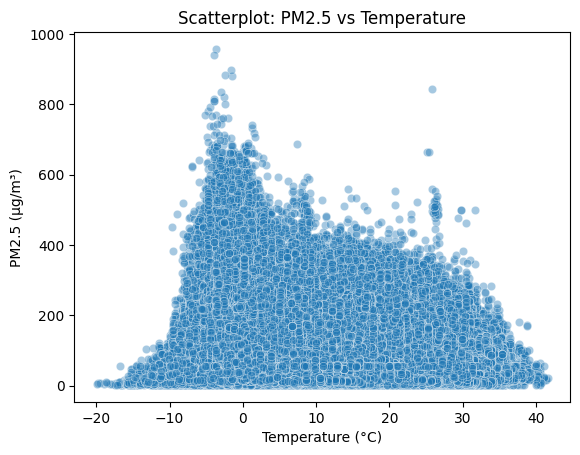 Scatterplot: PM2.5 vs Temperature
1000
800
600
400
200
0
PM2.5 (μg/m³)
−20 −10 0 10 20 30 40
Temperature (°C)